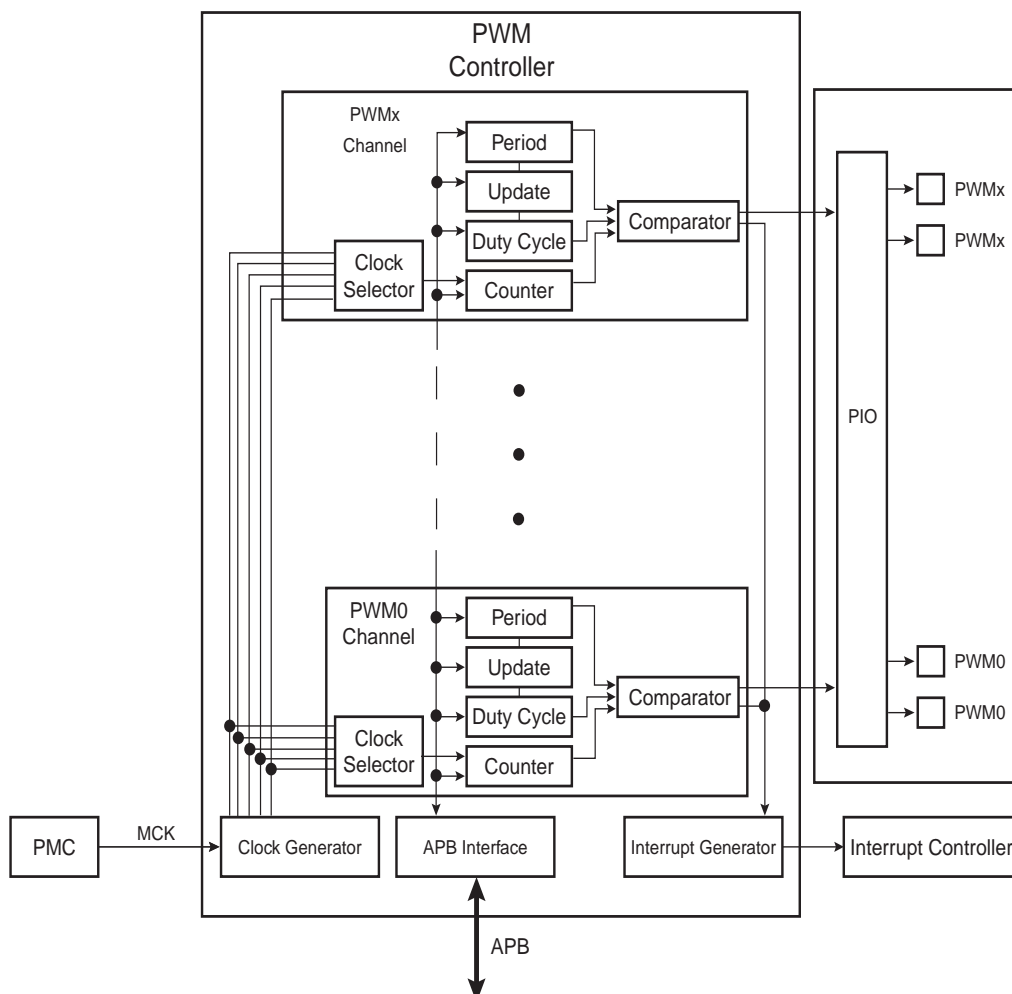 PWM
Controller
PWMx
Channel
Period
Update
Duty Cycle
Counter
Clock
Selector
Comparator
PIO
PWMx
PWMx
PWM0
Channel
Period
Update
Duty Cycle
Counter
Clock
Selector
Comparator
PWM0
PWM0
PMC
MCK
Clock Generator
APB Interface
Interrupt Generator
Interrupt Controller
APB